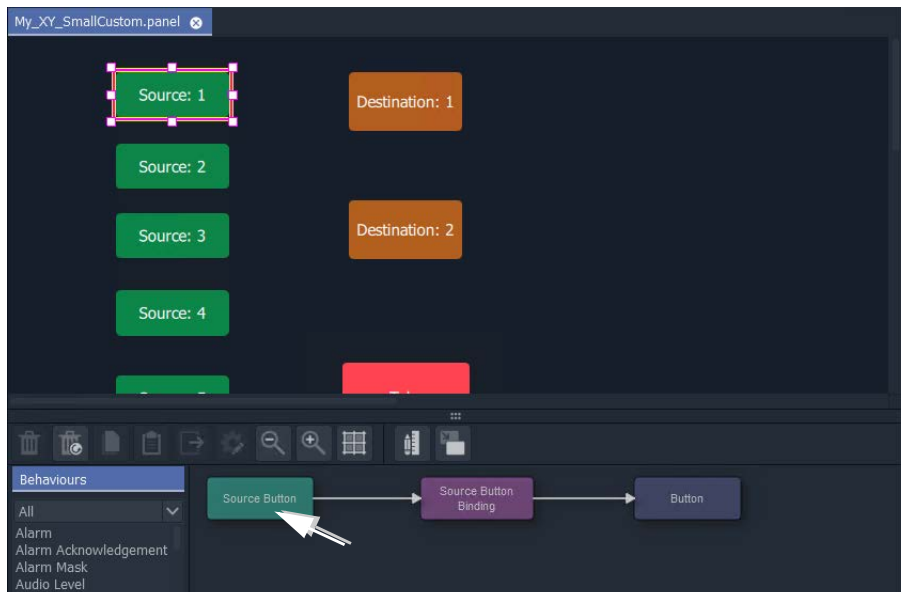 My_XY_SmallCustom.panel
Source: 1
Destination: 1
Source: 2
Source: 3
Destination: 2
Source: 4
Behaviours
All
Alarm
Alarm Acknowledgement
Alarm Mask
Audio Level
Source Button
Source Button
Binding
Button